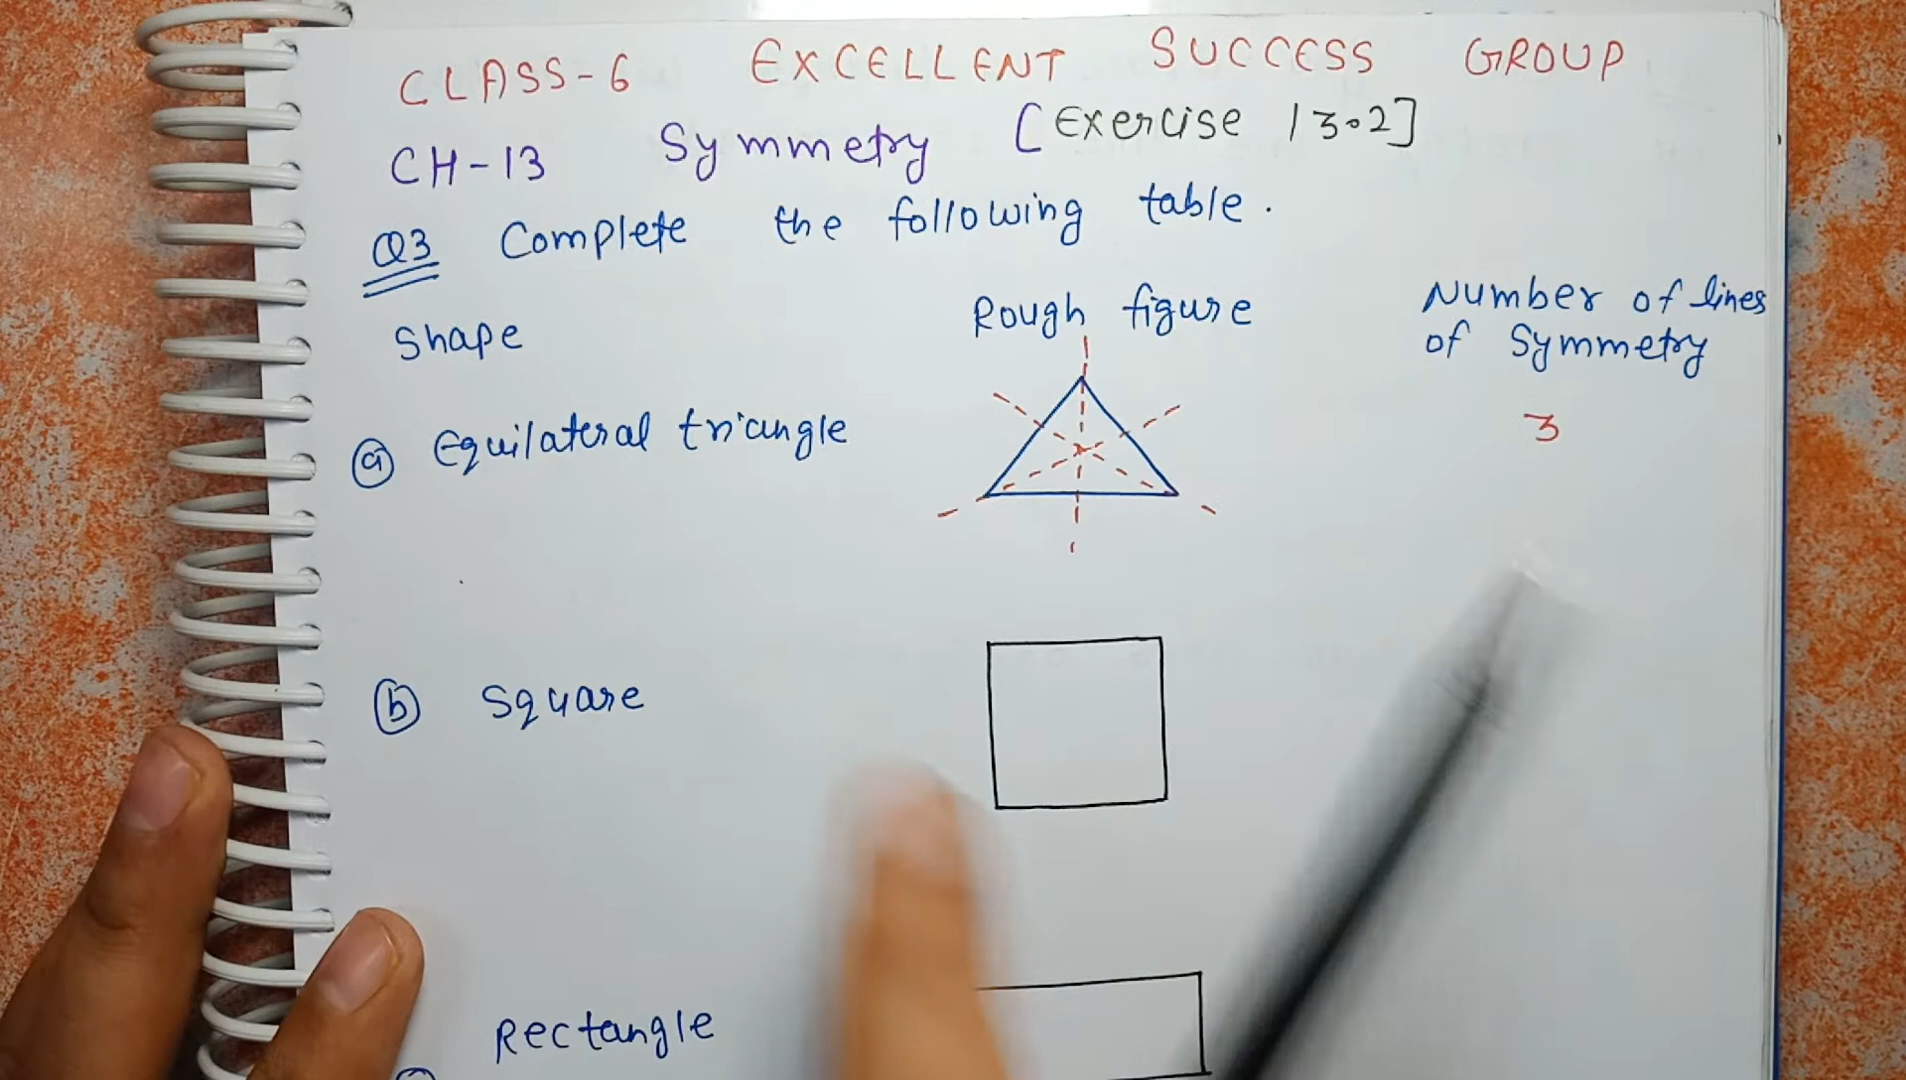 CLASS-6 EXCELLENT SUCCESS GROUP
CH-13 Symmetry [Exercise 13.2]
Q3 Complete the following table.
Shape Rough figure Number of lines of Symmetry
(a) Equilateral triangle 3
(b) Square
Rectangle